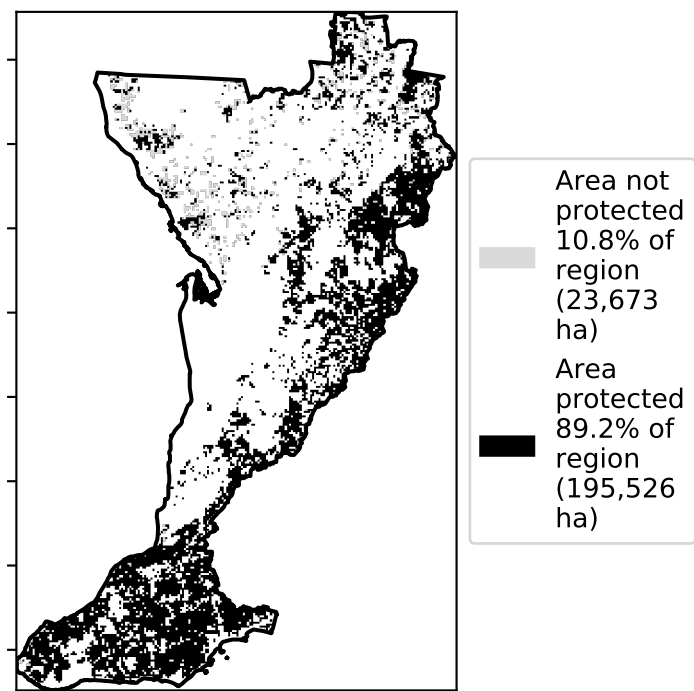 Area not
protected
10.8% of
region
(23,673
ha)
Area
protected
89.2% of
region
(195,526
ha)